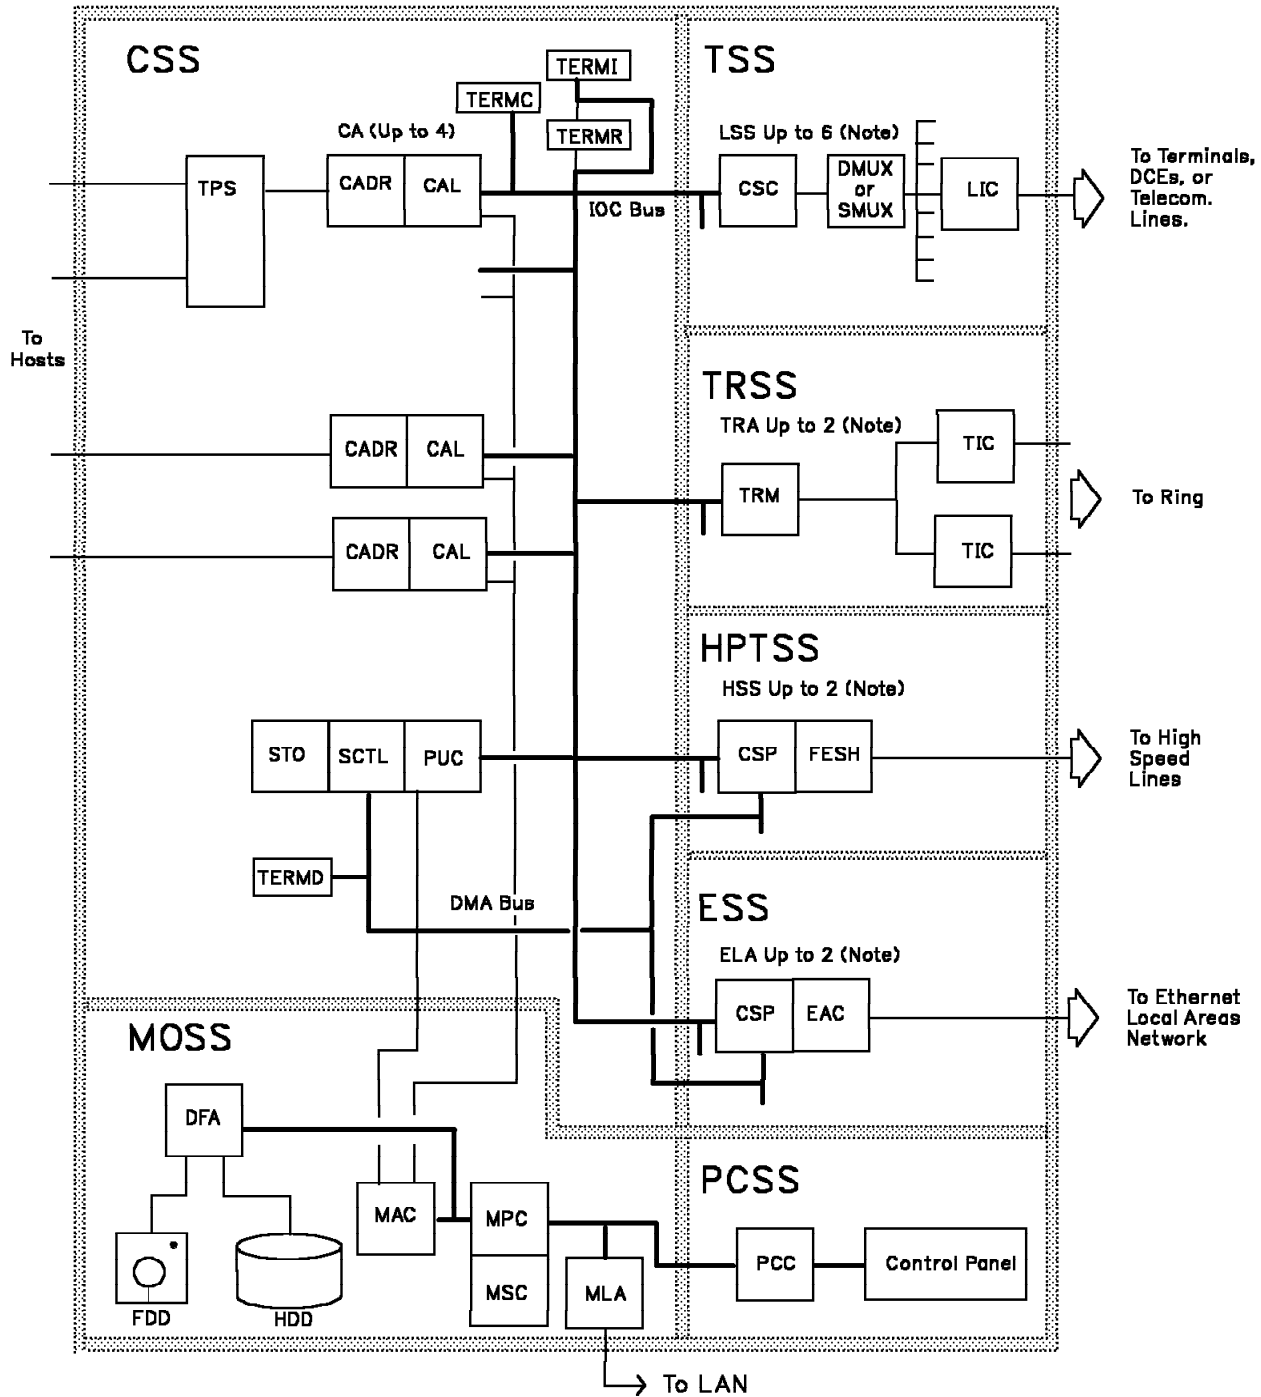 CSS
TERMI
TERMC
TERMR
CA (Up to 4)
TPS
CADR
CAL
IOC Bus
To
Hosts
CADR
CAL
CADR
CAL
STO
SCTL
PUC
TERMD
DMA Bus
TSS
LSS Up to 6 (Note)
CSC
DMUX
or
SMUX
LIC
To Terminals,
DCEs, or
Telecom.
Lines.
TRSS
TRA Up to 2 (Note)
TRM
TIC
TIC
To Ring
HPTSS
HSS Up to 2 (Note)
CSP
FESH
To High
Speed
Lines
ESS
ELA Up to 2 (Note)
CSP
EAC
To Ethernet
Local Areas
Network
MOSS
DFA
FDD
HDD
MAC
MPC
MSC
MLA
To LAN
PCSS
PCC
Control Panel